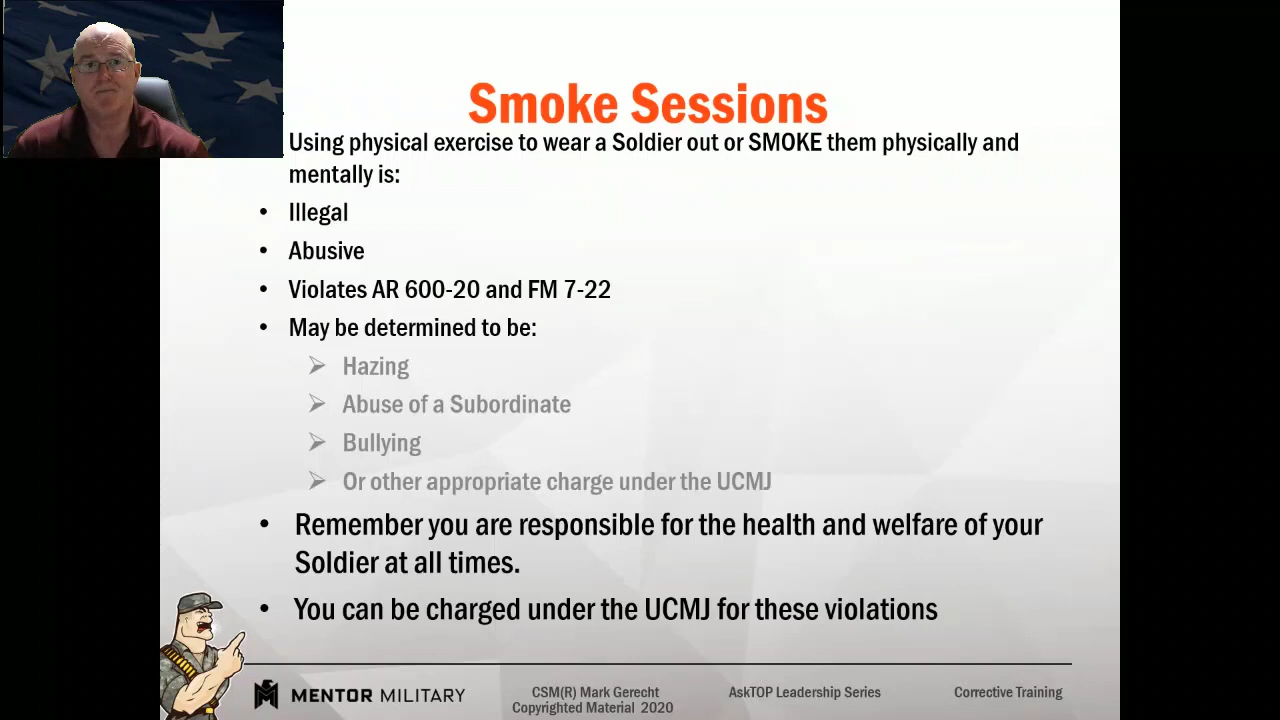 Smoke Sessions
Using physical exercise to wear a Soldier out or SMOKE them physically and
mentally is:
• Illegal
• Abusive
• Violates AR 600-20 and FM 7-22
• May be determined to be:
➢ Hazing
➢ Abuse of a Subordinate
➢ Bullying
➢ Or other appropriate charge under the UCMJ
• Remember you are responsible for the health and welfare of your
Soldier at all times.
• You can be charged under the UCMJ for these violations
MENTOR MILITARY
CSM(R) Mark Gerecht
Copyrighted Material 2020
AskTOP Leadership Series
Corrective Training